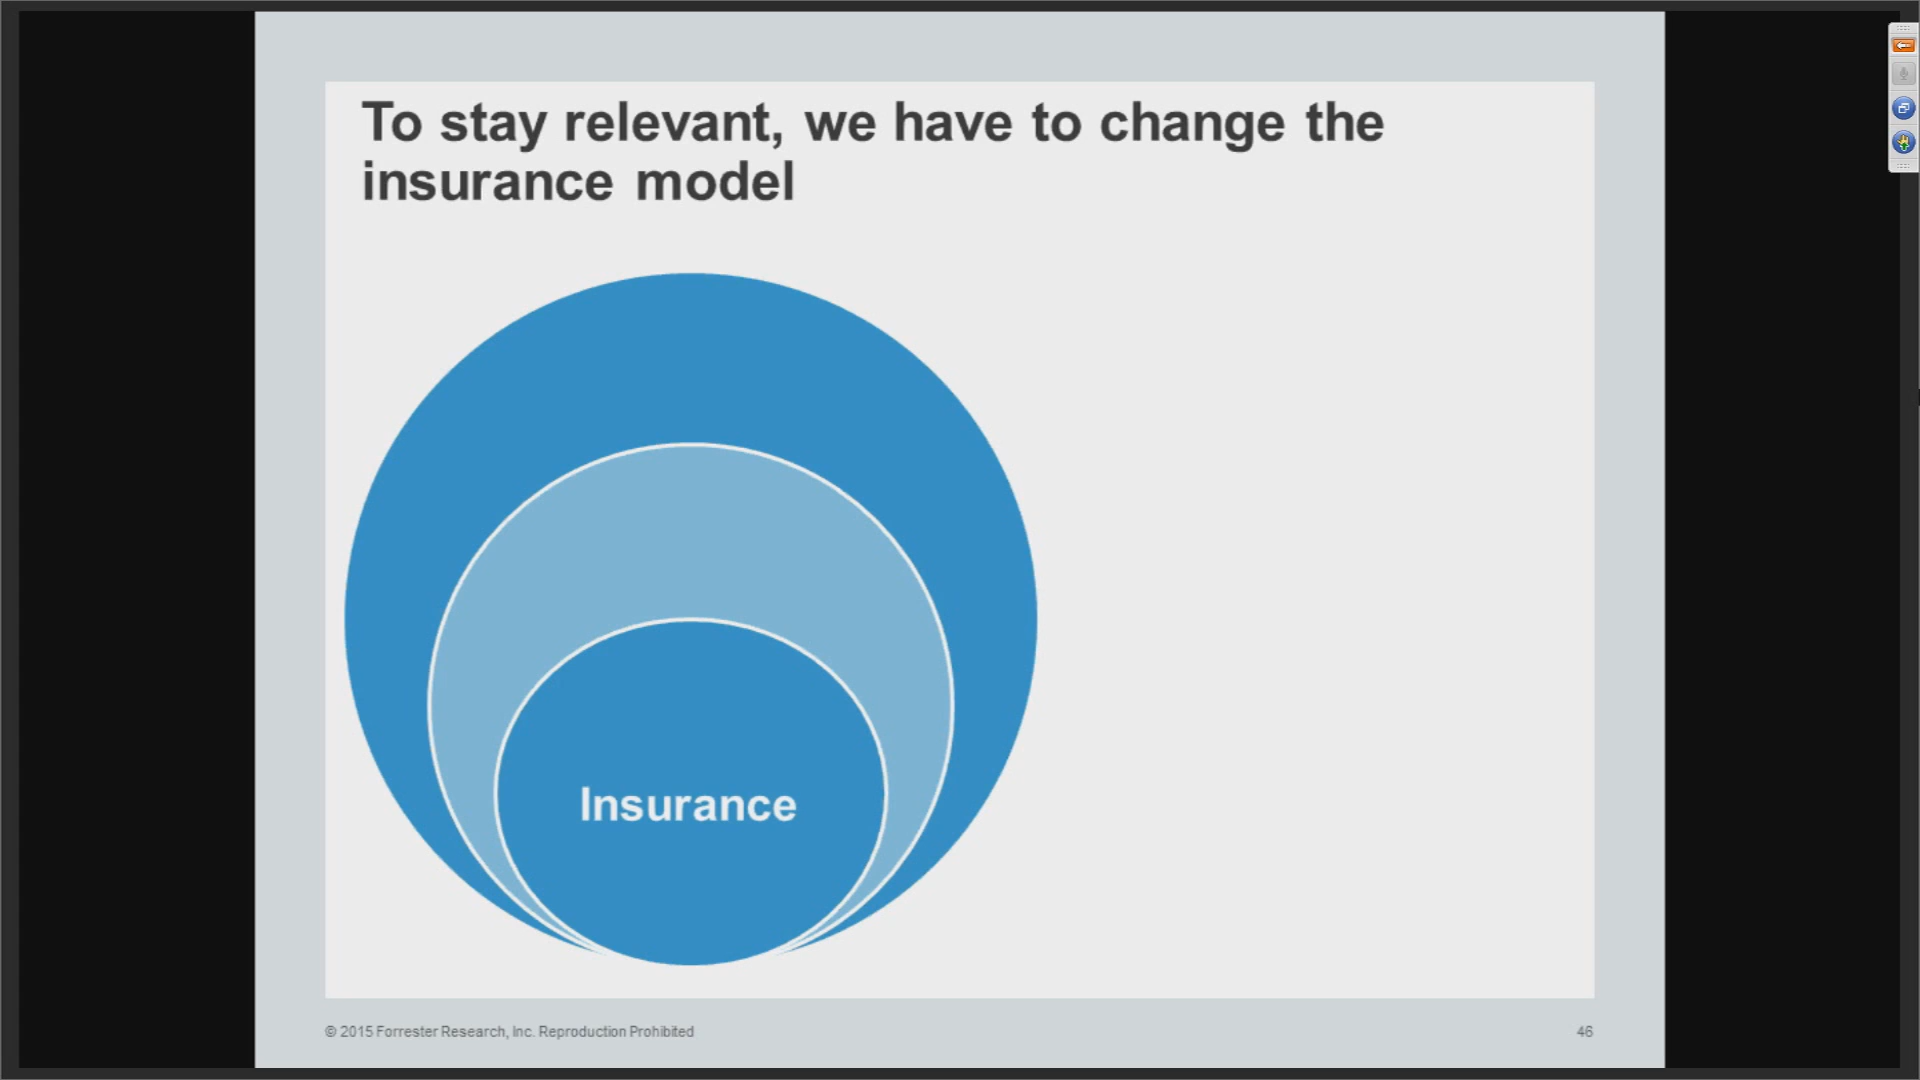 To stay relevant, we have to change the
insurance model
Insurance
© 2015 Forrester Research, Inc. Reproduction Prohibited
46